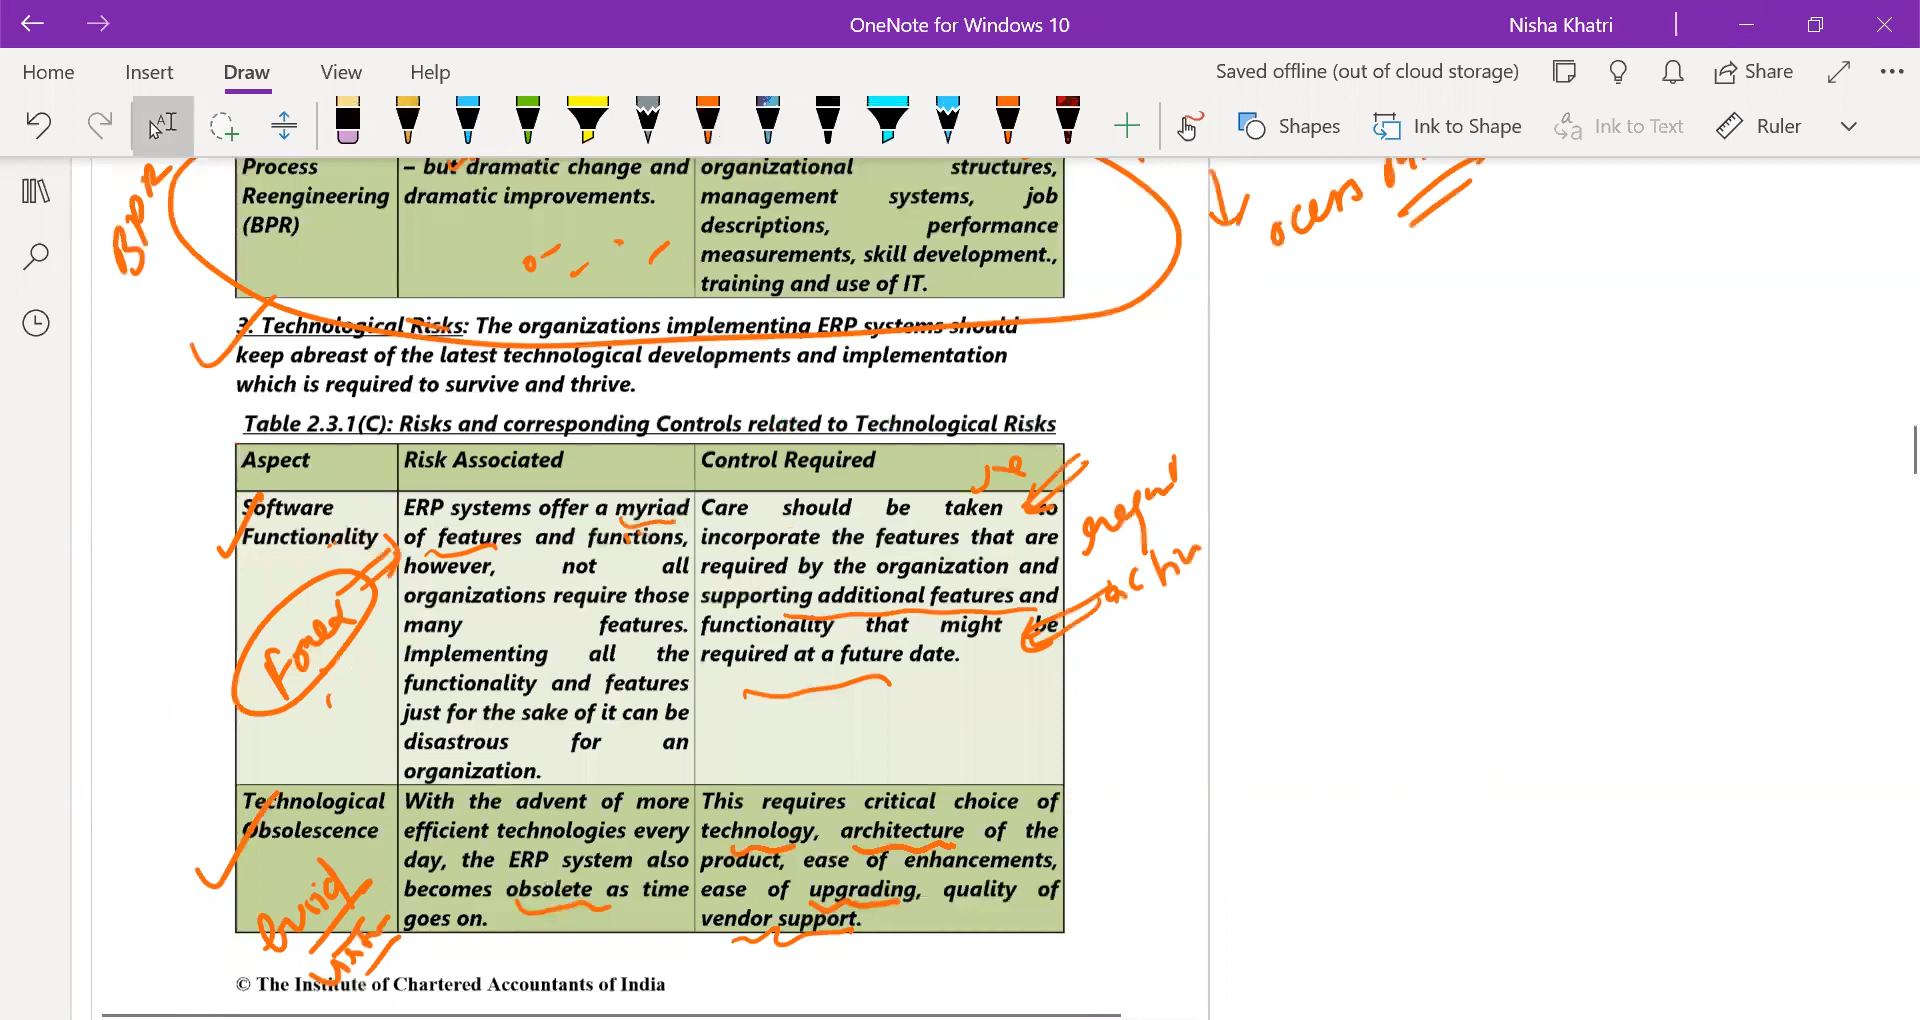 OneNote for Windows 10
Nisha Khatri
Home Insert Draw View Help
Saved offline (out of cloud storage) Share
Shapes Ink to Shape Ink to Text Ruler
BPR
Process – but dramatic change and organizational structures,
Reengineering dramatic improvements. management systems, job
(BPR) descriptions, performance
measurements, skill development.,
training and use of IT.
3. Technological Risks: The organizations implementing ERP systems should
keep abreast of the latest technological developments and implementation
which is required to survive and thrive.
Table 2.3.1(C): Risks and corresponding Controls related to Technological Risks
Aspect Risk Associated Control Required
Software
Functionality
Forex
ERP systems offer a myriad
of features and functions,
however, not all
organizations require those
many features.
Implementing all the
functionality and features
just for the sake of it can be
disastrous for an
organization.
Care should be taken to
incorporate the features that are
required by the organization and
supporting additional features and
functionality that might be
required at a future date.
Technological
Obsolescence
With the advent of more
efficient technologies every
day, the ERP system also
becomes obsolete as time
goes on.
This requires critical choice of
technology, architecture of the
product, ease of enhancements,
ease of upgrading, quality of
vendor support.
© The Institute of Chartered Accountants of India